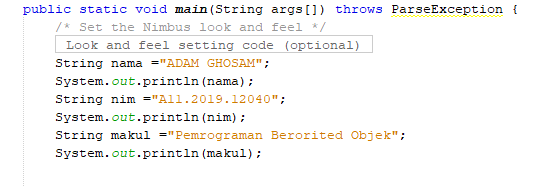 public static void main(String args[]) throws ParseException {
/* Set the Nimbus look and feel */
Look and feel setting code (optional)
String nama ="ADAM GHOSAM";
System.out.println(nama);
String nim ="A11.2019.12040";
System.out.println(nim);
String makul ="Pemrograman Berorited Objek";
System.out.println(makul);